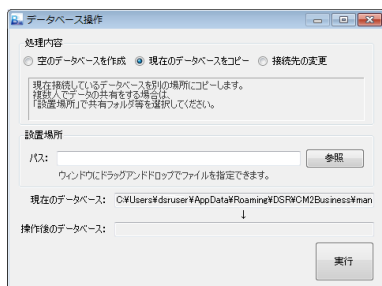 データベース操作
処理内容
空のデータベースを作成 現在のデータベースをコピー 接続先の変更
現在接続しているデータベースを別の場所にコピーします。
複数人でデータの共有をする場合は、
「設置場所」で共有フォルダ等を選択してください。
設置場所
パス: 参照
ウィンドウにドラッグアンドドロップでファイルを指定できます。
現在のデータベース: C:¥Users¥dsruser¥AppData¥Roaming¥DSR¥CM2Business¥man
↓
操作後のデータベース:
実行